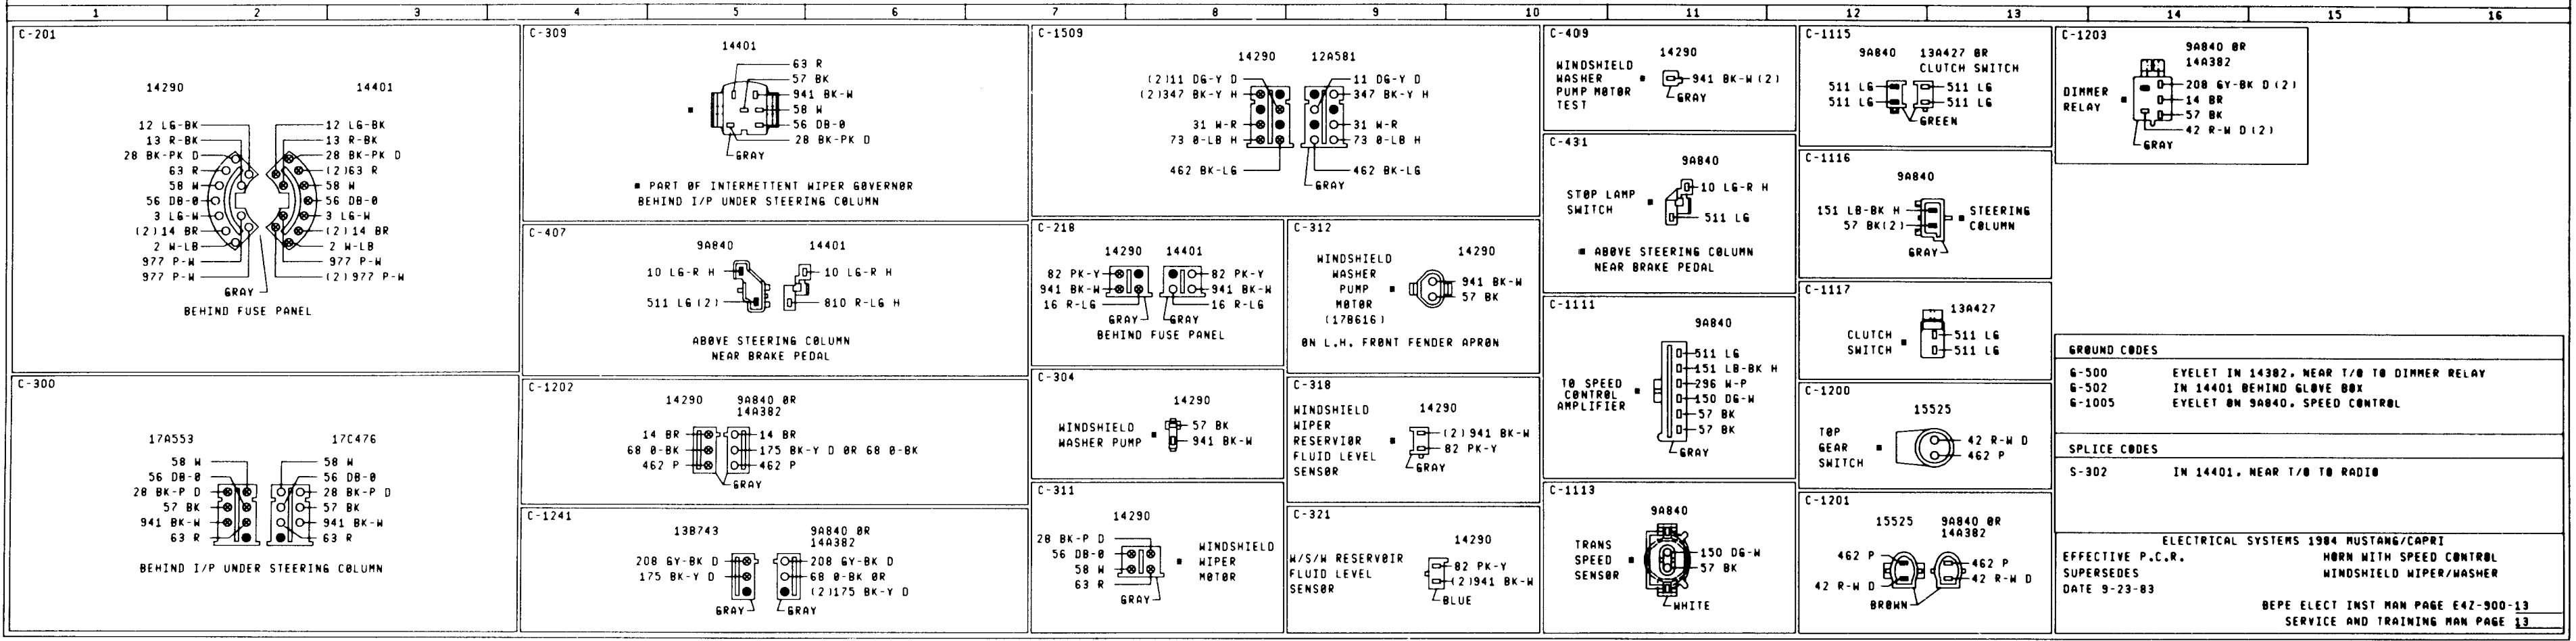 1 2 3 4 5 6 7 8 9 10 11 12 13 14 15 16
C-201
14290 14401
12 LG-BK 12 LG-BK
13 R-BK 13 R-BK
28 BK-PK D 28 BK-PK D
63 R (2)63 R
58 W 58 W
56 DB-O 56 DB-O
3 LG-W 3 LG-W
(2)14 BR (2)14 BR
2 W-LB 2 W-LB
977 P-W 977 P-W
977 P-W (2)977 P-W
GRAY
BEHIND FUSE PANEL
C-300
17A553 17C476
58 W 58 W
56 DB-O 56 DB-O
28 BK-P D 28 BK-P D
57 BK 57 BK
941 BK-W 941 BK-W
63 R 63 R
BEHIND I/P UNDER STEERING COLUMN
C-309
14401
63 R
57 BK
941 BK-W
58 W
56 DB-O
28 BK-PK D
GRAY
■ PART OF INTERMETTENT WIPER GOVERNOR
BEHIND I/P UNDER STEERING COLUMN
C-407
9A840 14401
10 LG-R H 10 LG-R H
511 LG (2) 810 R-LG H
ABOVE STEERING COLUMN
NEAR BRAKE PEDAL
C-1202
14290 9A840 OR
14A382
14 BR 14 BR
68 O-BK 175 BK-Y D OR 68 O-BK
462 P 462 P
GRAY
C-1241
13B743 9A840 OR
14A382
208 GY-BK D 208 GY-BK D
175 BK-Y D 68 O-BK OR
(2)175 BK-Y D
GRAY GRAY
C-1509
14290 12A581
(2)11 DG-Y D 11 DG-Y D
(2)347 BK-Y H 347 BK-Y H
31 W-R 31 W-R
73 O-LB H 73 O-LB H
462 BK-LG 462 BK-LG
GRAY
C-218
14290 14401
82 PK-Y 82 PK-Y
941 BK-W 941 BK-W
16 R-LG 16 R-LG
GRAY GRAY
BEHIND FUSE PANEL
C-312
WINDSHIELD 14290
WASHER
PUMP 941 BK-W
MOTOR 57 BK
(17B616)
ON L.H. FRONT FENDER APRON
C-304
14290
WINDSHIELD 57 BK
WASHER PUMP 941 BK-W
C-318
WINDSHIELD 14290
WIPER
RESERVIOR (2)941 BK-W
FLUID LEVEL 82 PK-Y
SENSOR GRAY
C-311
14290
28 BK-P D
56 DB-O WINDSHIELD
58 W WIPER
63 R MOTOR
GRAY
C-321
14290
W/S/W RESERVOIR 82 PK-Y
FLUID LEVEL (2)941 BK-W
SENSOR BLUE
C-409
14290
WINDSHIELD
WASHER 941 BK-W (2)
PUMP MOTOR GRAY
TEST
C-431
9A840
STOP LAMP 10 LG-R H
SWITCH 511 LG
■ ABOVE STEERING COLUMN
NEAR BRAKE PEDAL
C-1111
9A840
511 LG
151 LB-BK H
TO SPEED 296 W-P
CONTROL 150 DG-W
AMPLIFIER 57 BK
57 BK
GRAY
C-1113
9A840
TRANS 150 DG-W
SPEED 57 BK
SENSOR
WHITE
C-1115
9A840 13A427 OR
CLUTCH SWITCH
511 LG 511 LG
511 LG 511 LG
GREEN
C-1116
9A840
151 LB-BK H STEERING
57 BK(2) COLUMN
GRAY
C-1117
13A427
CLUTCH 511 LG
SWITCH 511 LG
C-1200
15525
TOP 42 R-W D
GEAR 462 P
SWITCH
C-1201
15525 9A840 OR
14A382
462 P 462 P
42 R-W D 42 R-W D
BROWN
C-1203
9A840 OR
14A382
DIMMER 208 GY-BK D(2)
RELAY 14 BR
57 BK
42 R-W D(2)
GRAY
GROUND CODES
G-500 EYELET IN 14382, NEAR T/O TO DIMMER RELAY
G-502 IN 14401 BEHIND GLOVE BOX
G-1005 EYELET ON 9A840, SPEED CONTROL
SPLICE CODES
S-302 IN 14401, NEAR T/O TO RADIO
ELECTRICAL SYSTEMS 1984 MUSTANG/CAPRI
EFFECTIVE P.C.R. HORN WITH SPEED CONTROL
SUPERSEDES WINDSHIELD WIPER/WASHER
DATE 9-23-83
BEPE ELECT INST MAN PAGE E42-900-13
SERVICE AND TRAINING MAN PAGE 13